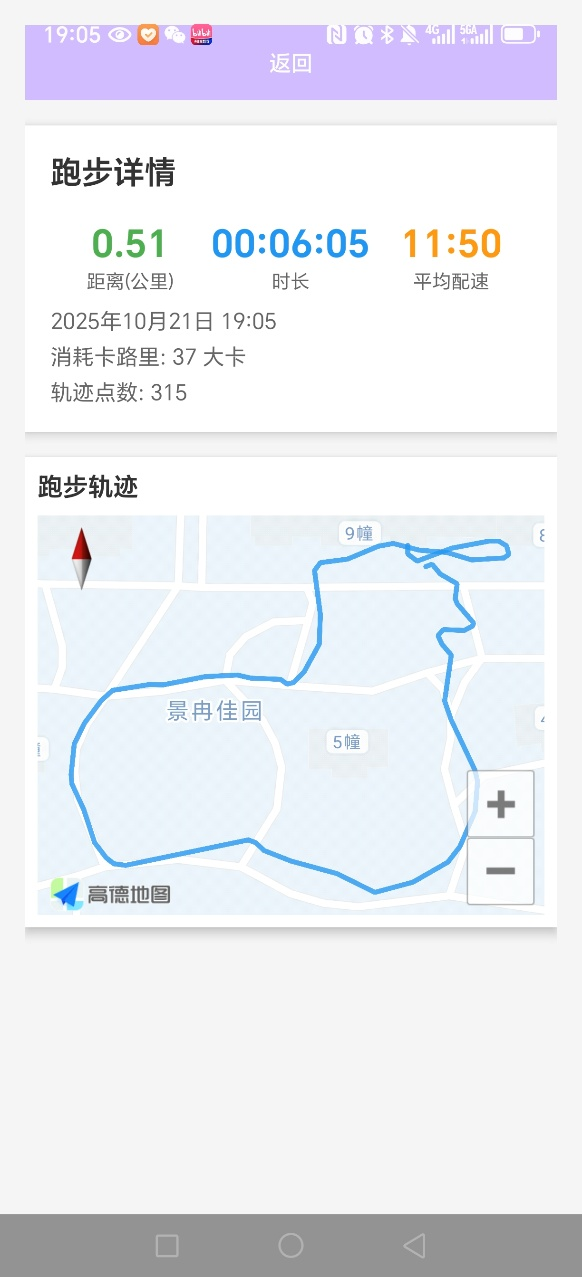 19:05 4G 5GA
返回
跑步详情
0.51 00:06:05 11:50
距离(公里) 时长 平均配速
2025年10月21日 19:05
消耗卡路里: 37 大卡
轨迹点数: 315
跑步轨迹
9幢
景冉佳园
5幢
高德地图